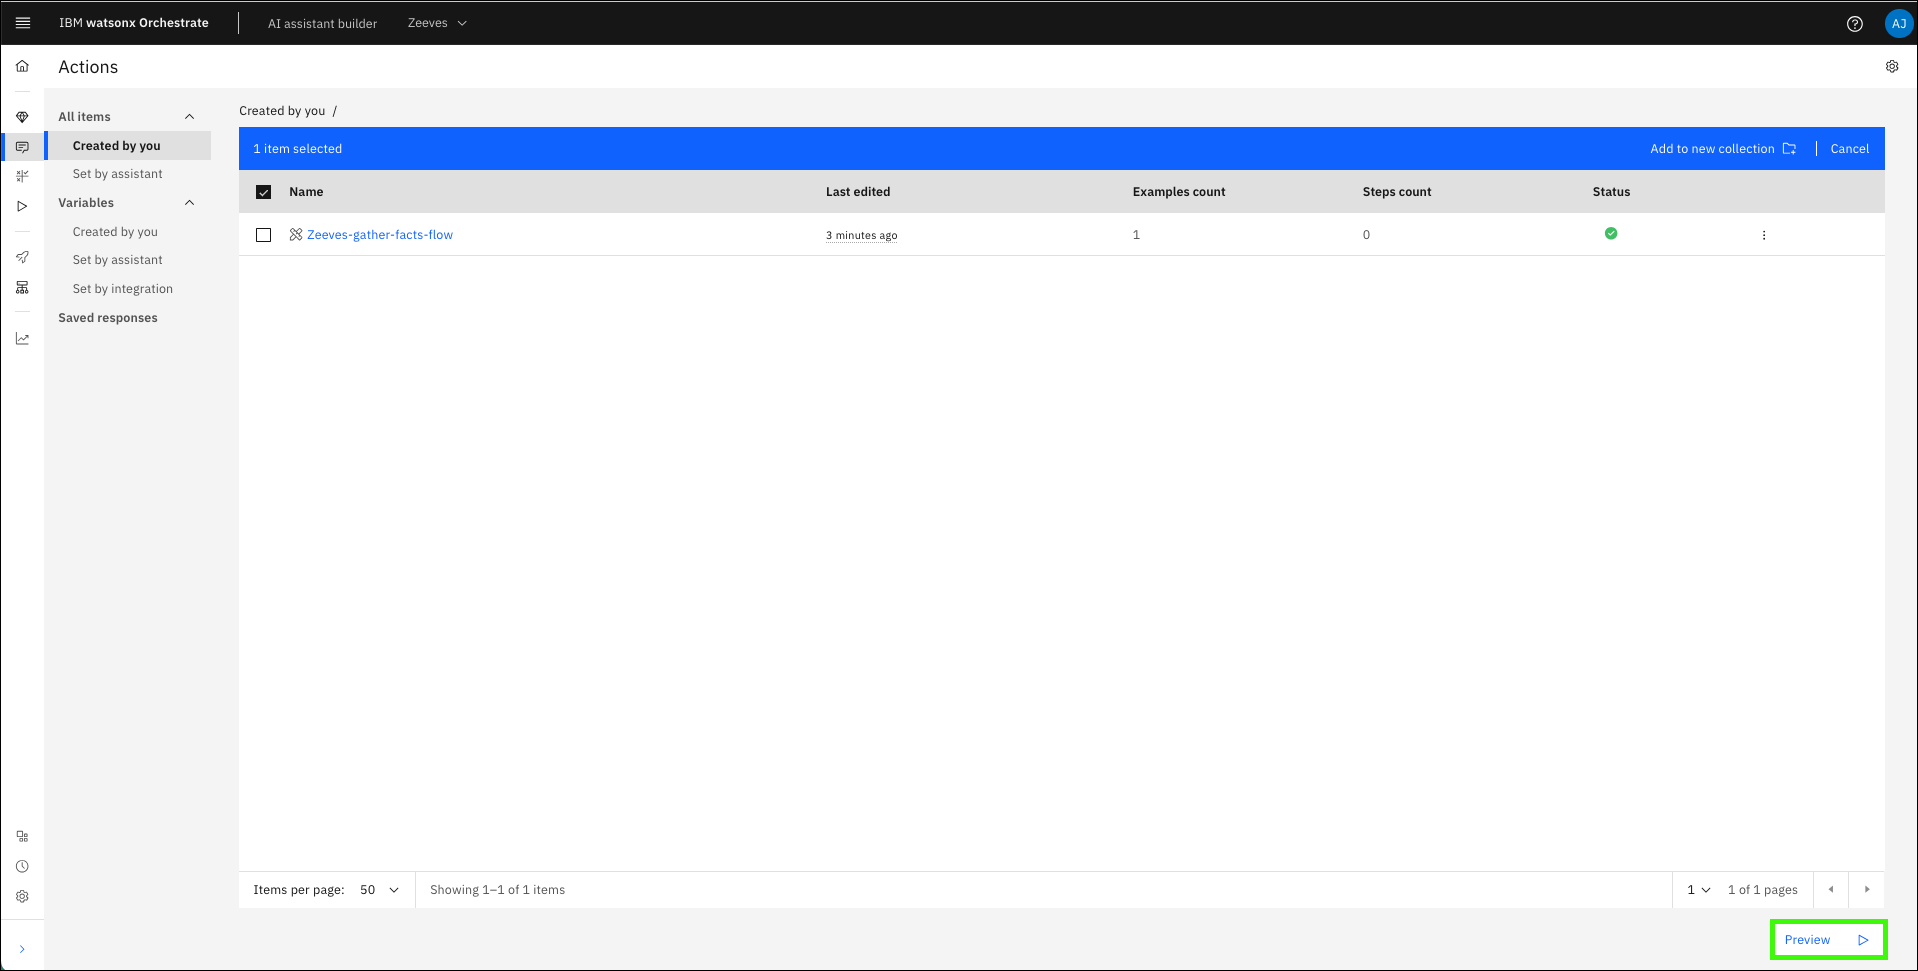 IBM watsonx Orchestrate
AI assistant builder
Zeeves
AJ
Actions
All items
Created by you
Set by assistant
Variables
Created by you
Set by assistant
Set by integration
Saved responses
Created by you /
1 item selected
Add to new collection
Cancel
Name Last edited Examples count Steps count Status
Zeeves-gather-facts-flow 3 minutes ago 1 0
Items per page: 50
Showing 1–1 of 1 items
1
1 of 1 pages
Preview